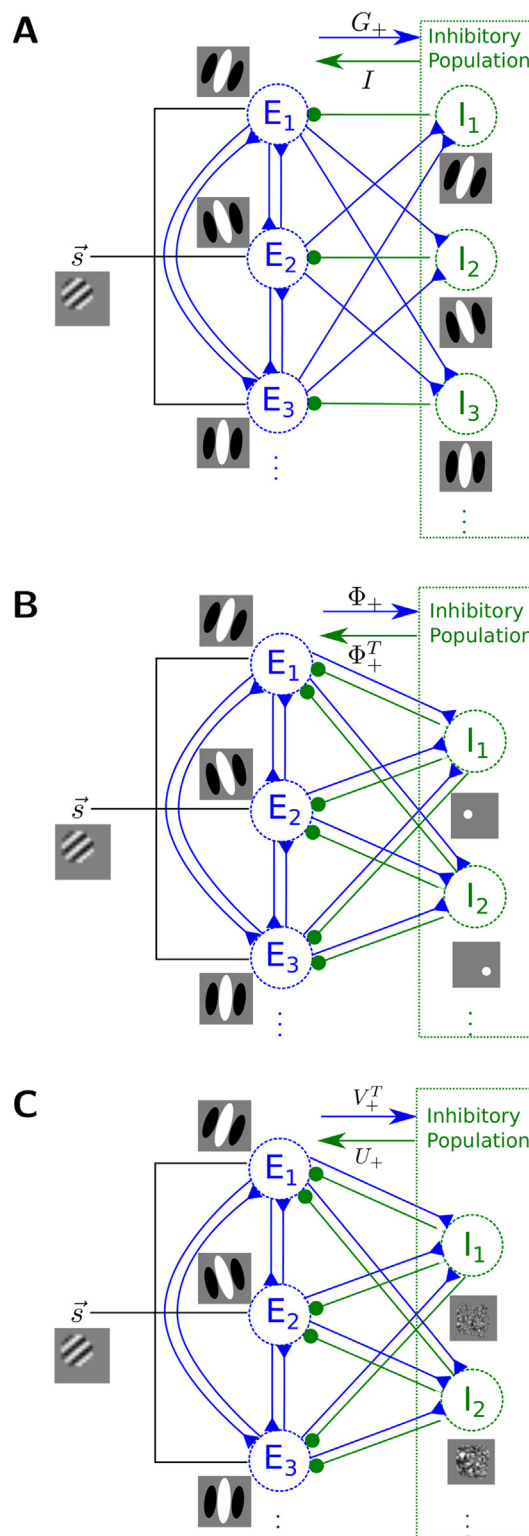 A
G₊
I
Inhibitory
Population
E₁
I₁
E₂
I₂
s⃗
E₃
I₃
⋮
⋮
B
Φ₊
Φ₊ᵀ
Inhibitory
Population
E₁
I₁
s⃗
E₂
I₂
E₃
⋮
⋮
C
V₊ᵀ
U₊
Inhibitory
Population
E₁
I₁
s⃗
E₂
I₂
E₃
⋮
⋮